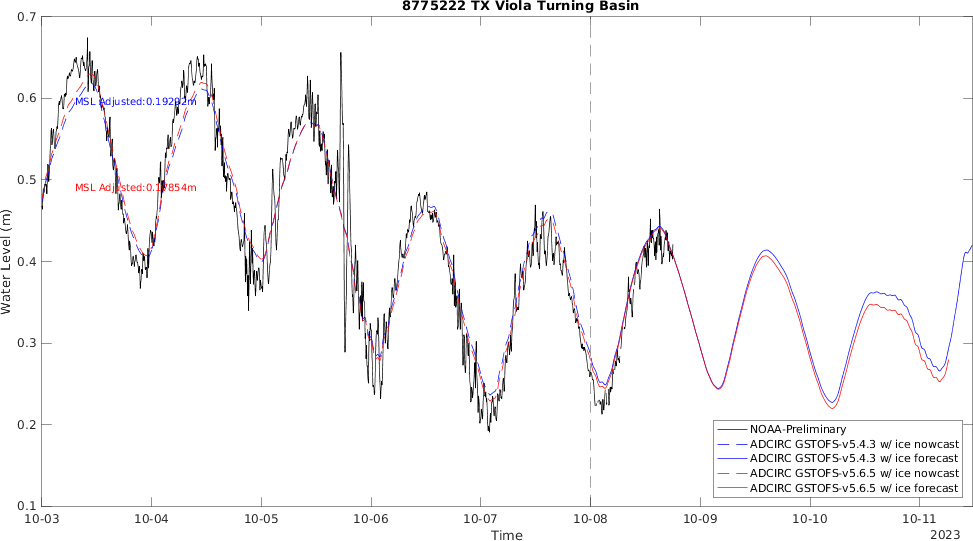 8775222 TX Viola Turning Basin
0.7
0.6
0.5
0.4
0.3
0.2
0.1
Water Level (m)
MSL Adjusted:0.19292m
MSL Adjusted:0.17854m
NOAA-Preliminary
ADCIRC GSTOFS-v5.4.3 w/ ice nowcast
ADCIRC GSTOFS-v5.4.3 w/ ice forecast
ADCIRC GSTOFS-v5.6.5 w/ ice nowcast
ADCIRC GSTOFS-v5.6.5 w/ ice forecast
10-03 10-04 10-05 10-06 10-07 10-08 10-09 10-10 10-11
Time
2023